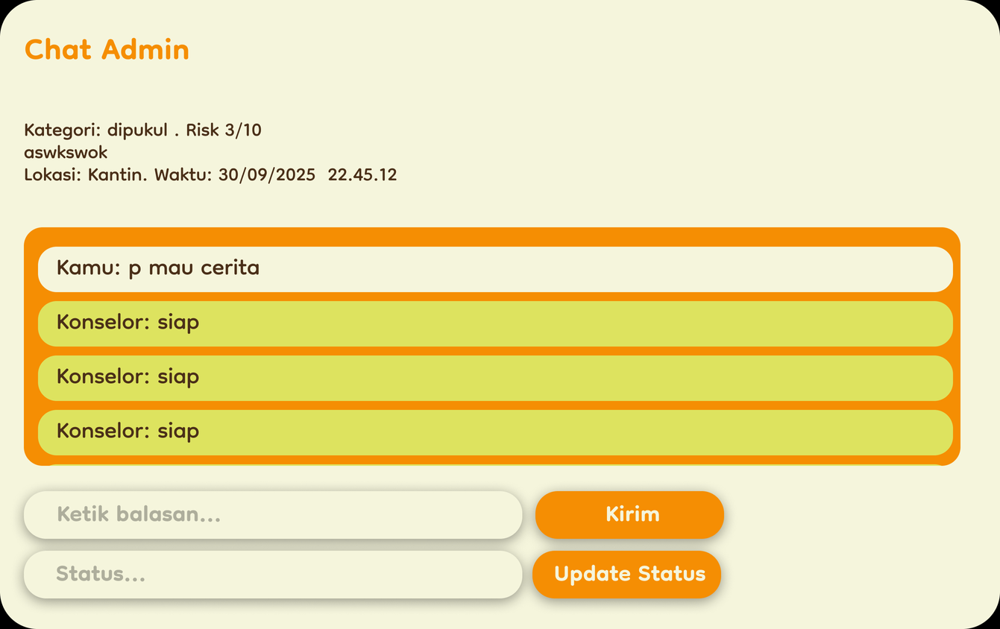 Chat Admin
Kategori: dipukul . Risk 3/10
aswkswok
Lokasi: Kantin. Waktu: 30/09/2025 22.45.12
Kamu: p mau cerita
Konselor: siap
Konselor: siap
Konselor: siap
Ketik balasan...
Kirim
Status...
Update Status